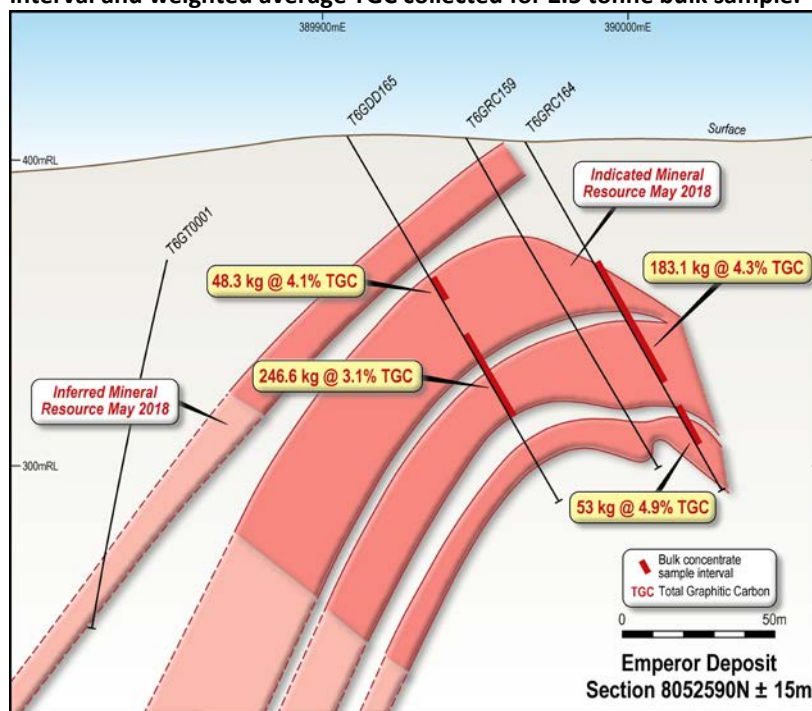 interval and weighted average TGC collected for 2.5 tonne bulk sample.
389900mE
390000mE
T6GDD165
T6GRC159
T6GRC164
Surface
400mRL
T6GT0001
Indicated Mineral
Resource May 2018
48.3 kg @ 4.1% TGC
183.1 kg @ 4.3% TGC
246.6 kg @ 3.1% TGC
Inferred Mineral
Resource May 2018
300mRL
53 kg @ 4.9% TGC
Bulk concentrate
sample interval
TGC Total Graphitic Carbon
0
50m
Emperor Deposit
Section 8052590N ± 15m